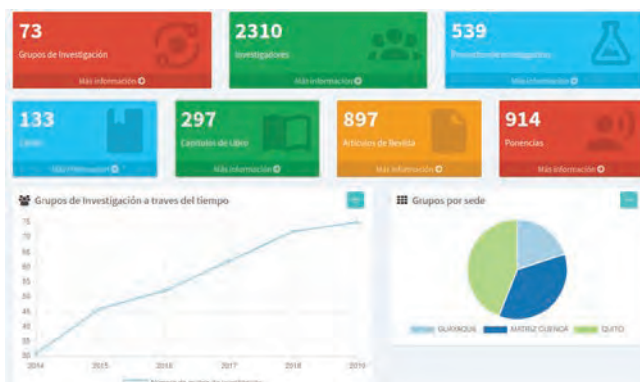 73
Grupos de Investigación
Más información
2310
Investigadores
Más información
539
Proyectos de Investigación
Más información
133
Libros
Más información
297
Capítulos de Libro
Más información
897
Artículos de Revista
Más información
914
Ponencias
Más información
Grupos de Investigación a traves del tiempo
75
70
65
60
55
50
45
40
35
30
2014
2015
2016
2017
2018
2019
Grupos por sede
GUAYAQUIL
MATRIZ CUENCA
QUITO